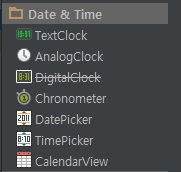 Date & Time
TextClock
AnalogClock
DigitalClock
Chronometer
DatePicker
TimePicker
CalendarView